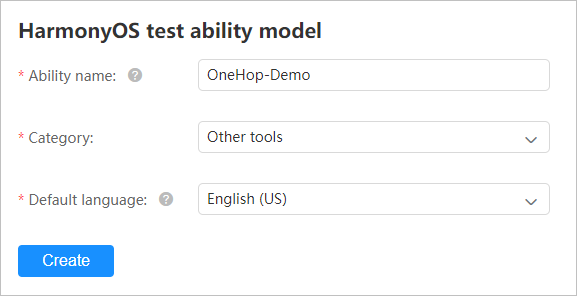 HarmonyOS test ability model
* Ability name: ?
OneHop-Demo
* Category:
Other tools
* Default language: ?
English (US)
Create